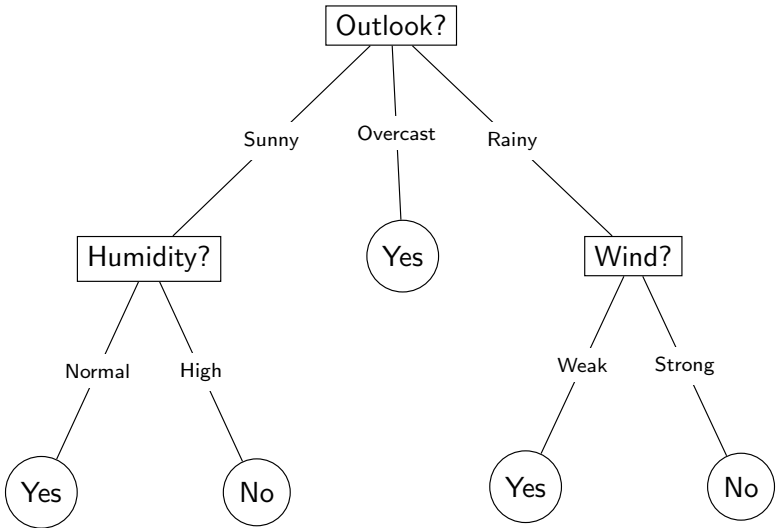 Outlook?
Sunny
Overcast
Rainy
Humidity?
Yes
Wind?
Normal
High
Weak
Strong
Yes
No
Yes
No